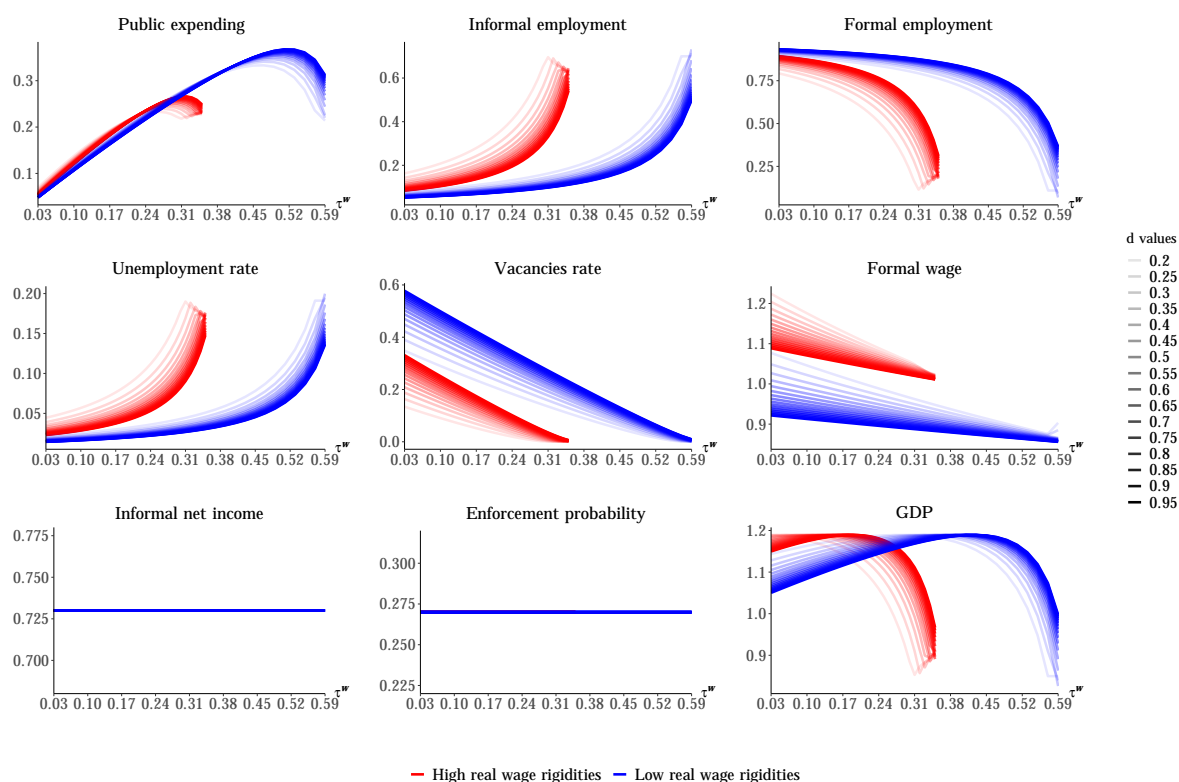 Public expending
Informal employment
Formal employment
0.3
0.2
0.1
0.03 0.10 0.17 0.24 0.31 0.38 0.45 0.52 0.59
τʷ
0.6
0.4
0.2
0.03 0.10 0.17 0.24 0.31 0.38 0.45 0.52 0.59
τʷ
0.75
0.50
0.25
0.03 0.10 0.17 0.24 0.31 0.38 0.45 0.52 0.59
τʷ
Unemployment rate
Vacancies rate
Formal wage
0.20
0.15
0.10
0.05
0.03 0.10 0.17 0.24 0.31 0.38 0.45 0.52 0.59
τʷ
0.6
0.4
0.2
0.0
0.03 0.10 0.17 0.24 0.31 0.38 0.45 0.52 0.59
τʷ
1.2
1.1
1.0
0.9
0.03 0.10 0.17 0.24 0.31 0.38 0.45 0.52 0.59
τʷ
d values
0.2
0.25
0.3
0.35
0.4
0.45
0.5
0.55
0.6
0.65
0.7
0.75
0.8
0.85
0.9
0.95
Informal net income
Enforcement probability
GDP
0.775
0.750
0.725
0.700
0.03 0.10 0.17 0.24 0.31 0.38 0.45 0.52 0.59
τʷ
0.300
0.275
0.250
0.225
0.03 0.10 0.17 0.24 0.31 0.38 0.45 0.52 0.59
τʷ
1.2
1.1
1.0
0.9
0.03 0.10 0.17 0.24 0.31 0.38 0.45 0.52 0.59
τʷ
High real wage rigidities Low real wage rigidities